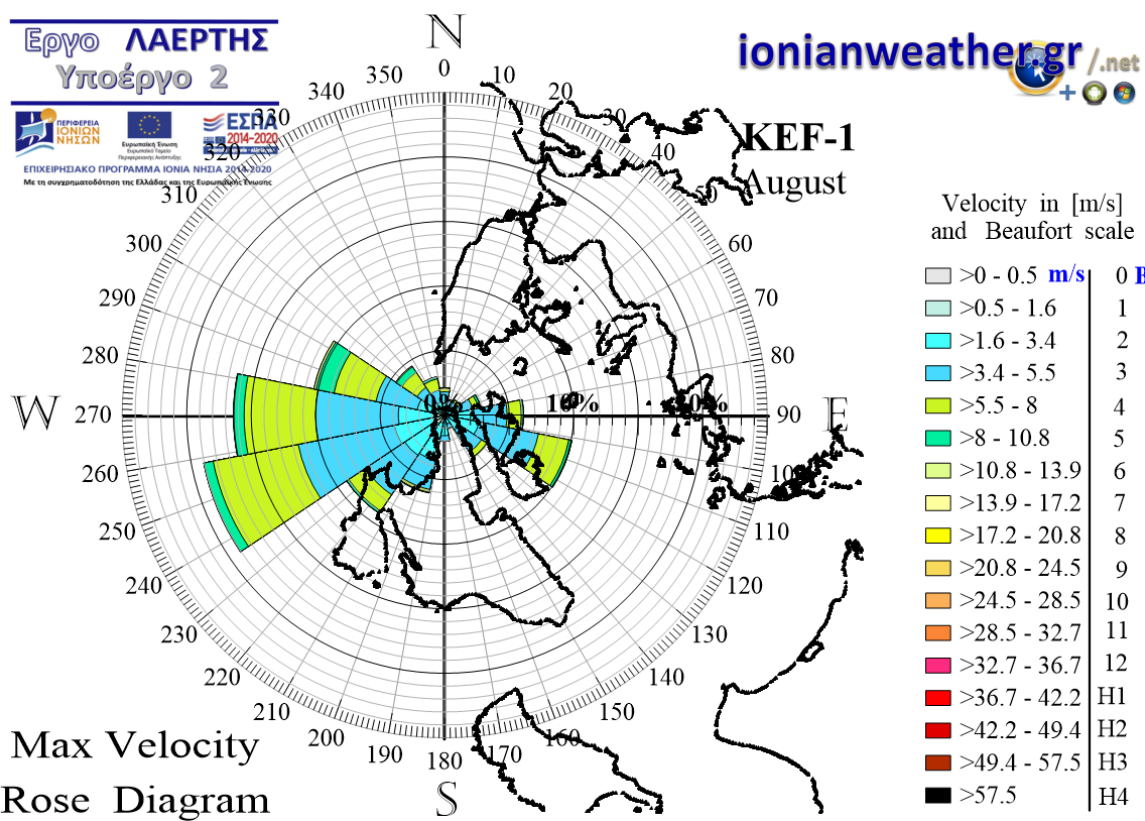 Εργο ΛΑΕΡΤΗΣ
Υποέργο 2
ΠΕΡΙΦΕΡΕΙΑ
ΙΟΝΙΩΝ
ΝΗΣΩΝ
Ευρωπαϊκή Ένωση
Ευρωπαϊκό Ταμείο
Περιφερειακής Ανάπτυξης
ΕΣΠΑ
2014-2020
ΕΠΙΧΕΙΡΗΣΙΑΚΟ ΠΡΟΓΡΑΜΜΑ ΙΟΝΙΑ ΝΗΣΙΑ 2014-2020
Με τη συγχρηματοδότηση της Ελλάδας και της Ευρωπαϊκής Ένωσης
ionianweather.gr /.net
KEF-1
August
N
0
10
20
30
40
50
60
70
80
90
E
110
120
130
140
150
160
170
180
S
190
200
210
220
230
240
250
260
270
W
280
290
300
310
320
330
340
350
0%
10%
Velocity in [m/s]
and Beaufort scale
>0 - 0.5 m/s 0
>0.5 - 1.6 1
>1.6 - 3.4 2
>3.4 - 5.5 3
>5.5 - 8 4
>8 - 10.8 5
>10.8 - 13.9 6
>13.9 - 17.2 7
>17.2 - 20.8 8
>20.8 - 24.5 9
>24.5 - 28.5 10
>28.5 - 32.7 11
>32.7 - 36.7 12
>36.7 - 42.2 H1
>42.2 - 49.4 H2
>49.4 - 57.5 H3
>57.5 H4
Max Velocity
Rose Diagram